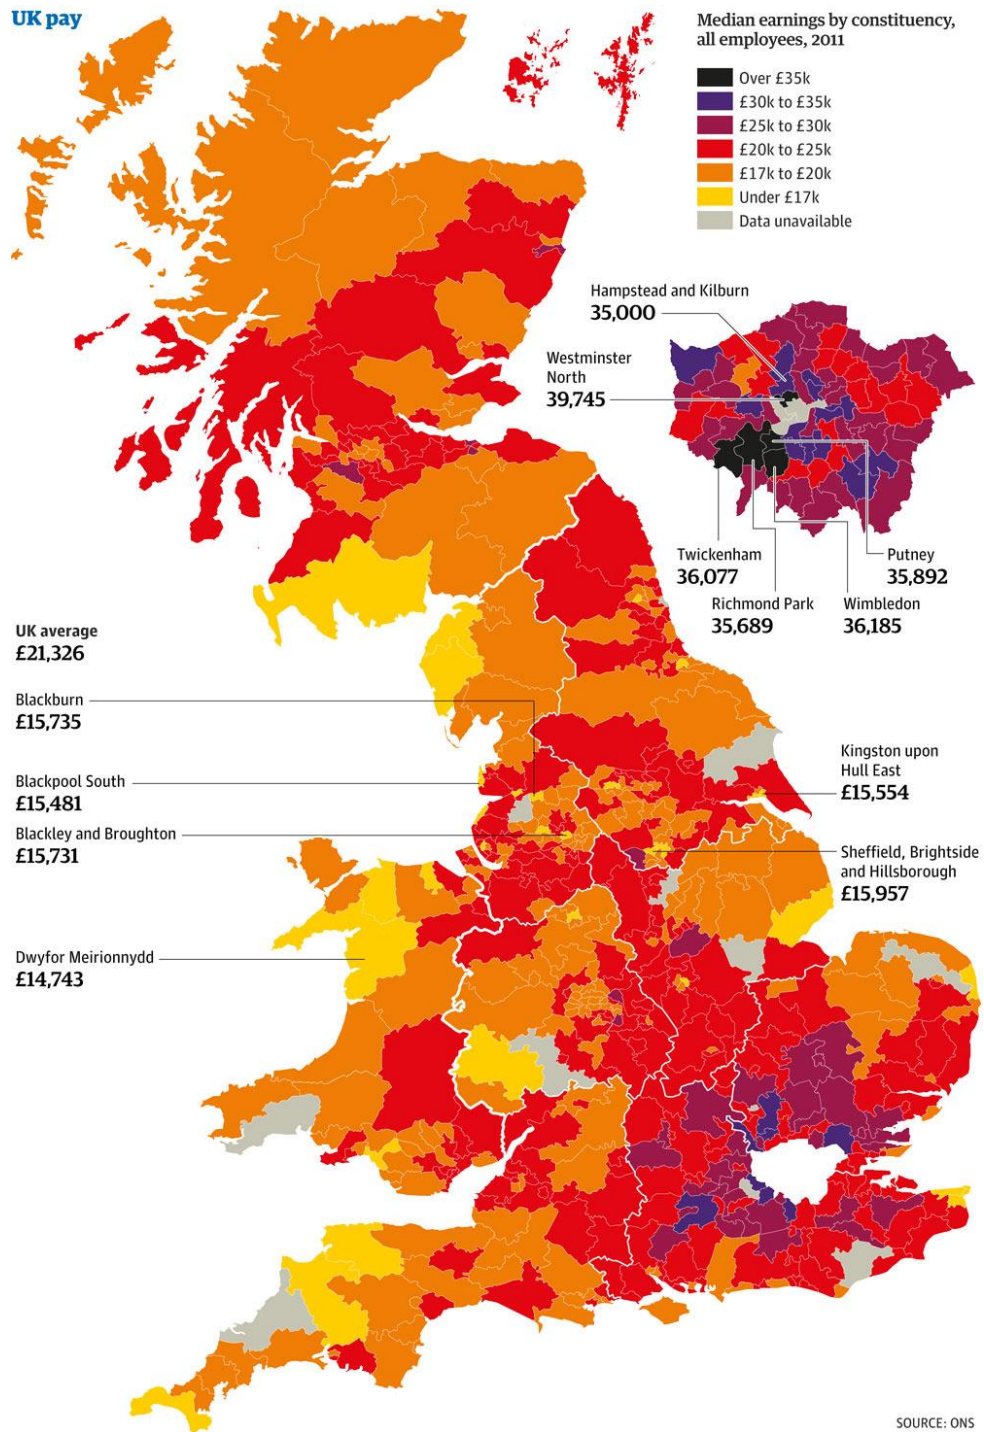 UK pay
Median earnings by constituency,
all employees, 2011
Over £35k
£30k to £35k
£25k to £30k
£20k to £25k
£17k to £20k
Under £17k
Data unavailable
Hampstead and Kilburn
35,000
Westminster
North
39,745
Twickenham
36,077
Putney
35,892
Richmond Park
35,689
Wimbledon
36,185
UK average
£21,326
Blackburn
£15,735
Blackpool South
£15,481
Blackley and Broughton
£15,731
Kingston upon
Hull East
£15,554
Sheffield, Brightside
and Hillsborough
£15,957
Dwyfor Meirionnydd
£14,743
SOURCE: ONS